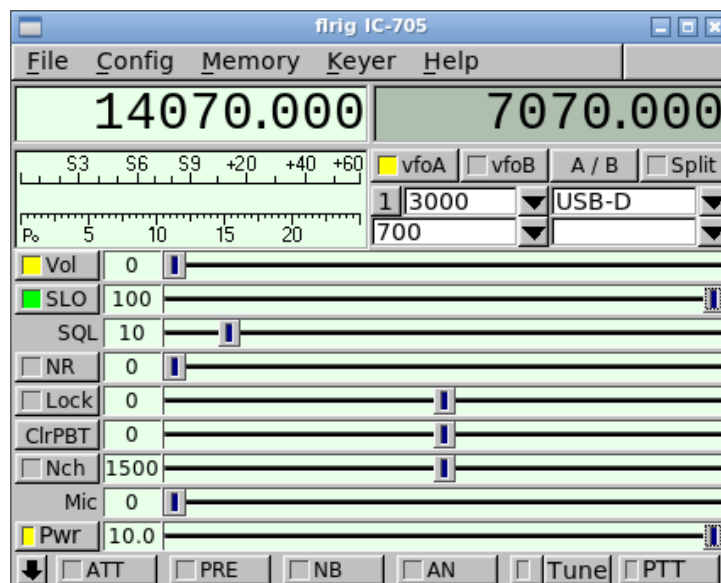 flrig IC-705
File Config Memory Keyer Help
14070.000 7070.000
S3 S6 S9 +20 +40 +60
vfoA vfoB A / B Split
1 3000 USB-D
Po 5 10 15 20
700
Vol 0
SLO 100
SQL 10
NR 0
Lock 0
ClrPBT 0
Nch 1500
Mic 0
Pwr 10.0
ATT PRE NB AN Tune PTT